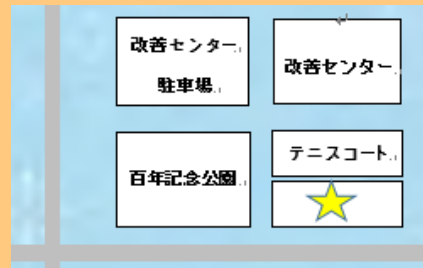 改善センター
駐車場
改善センター
百年記念公園
テニスコート